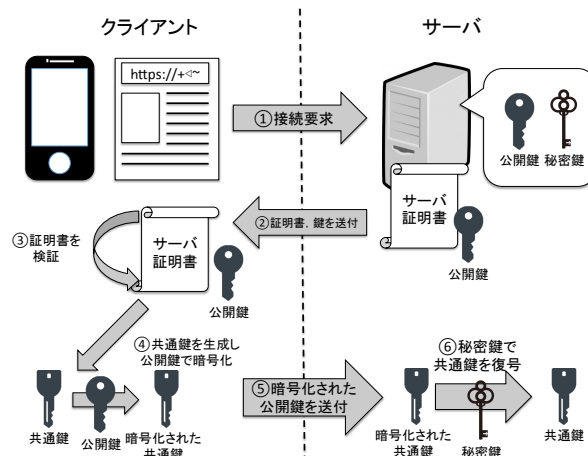 クライアント
サーバ
https://+◁~
①接続要求
公開鍵 秘密鍵
サーバ
証明書
②証明書，鍵を送付
公開鍵
③証明書を
検証
サーバ
証明書
公開鍵
④共通鍵を生成し
公開鍵で暗号化
共通鍵
公開鍵
暗号化された
共通鍵
⑤暗号化された
公開鍵を送付
⑥秘密鍵で
共通鍵を復号
暗号化された
共通鍵
秘密鍵
共通鍵